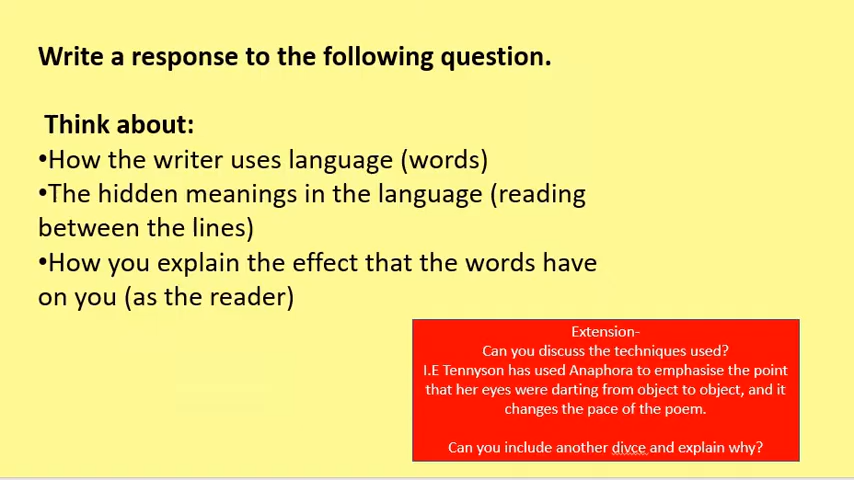 Write a response to the following question.
Think about:
•How the writer uses language (words)
•The hidden meanings in the language (reading
between the lines)
•How you explain the effect that the words have
on you (as the reader)
Extension-
Can you discuss the techniques used?
I.E Tennyson has used Anaphora to emphasise the point
that her eyes were darting from object to object, and it
changes the pace of the poem.
Can you include another divce and explain why?